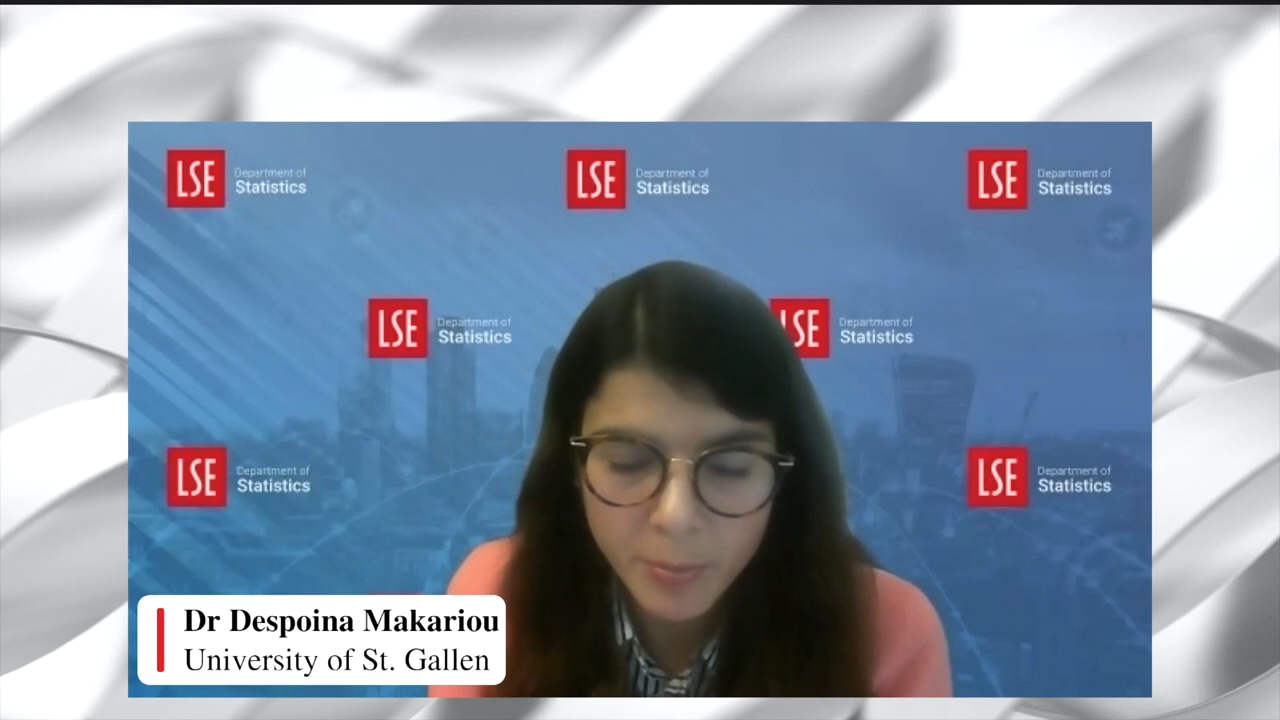 LSE
Department of
Statistics
LSE
Department of
Statistics
LSE
Department of
Statistics
LSE
Department of
Statistics
LSE
Department of
Statistics
LSE
Department of
Statistics
LSE
Department of
Statistics
Dr Despoina Makariou
University of St. Gallen